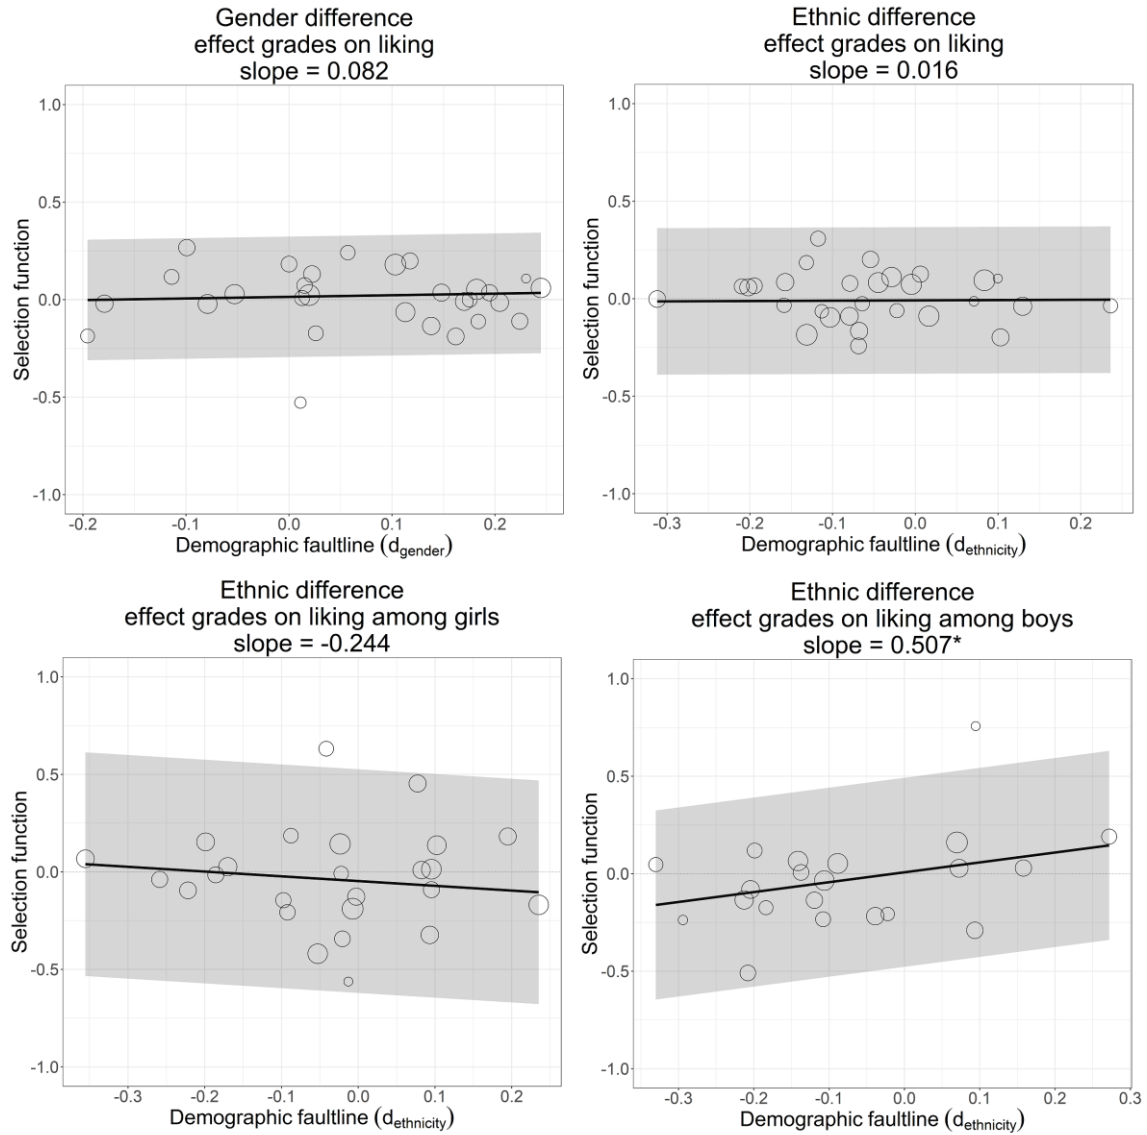 Gender difference
effect grades on liking
slope = 0.082
1.0
0.5
0.0
-0.5
-1.0
Selection function
-0.2
-0.1
0.0
0.1
0.2
Demographic faultline (d_gender)
Ethnic difference
effect grades on liking
slope = 0.016
1.0
0.5
0.0
-0.5
-1.0
Selection function
-0.3
-0.2
-0.1
0.0
0.1
0.2
Demographic faultline (d_ethnicity)
Ethnic difference
effect grades on liking among girls
slope = -0.244
1.0
0.5
0.0
-0.5
-1.0
Selection function
-0.3
-0.2
-0.1
0.0
0.1
0.2
Demographic faultline (d_ethnicity)
Ethnic difference
effect grades on liking among boys
slope = 0.507*
1.0
0.5
0.0
-0.5
-1.0
Selection function
-0.3
-0.2
-0.1
0.0
0.1
0.2
0.3
Demographic faultline (d_ethnicity)